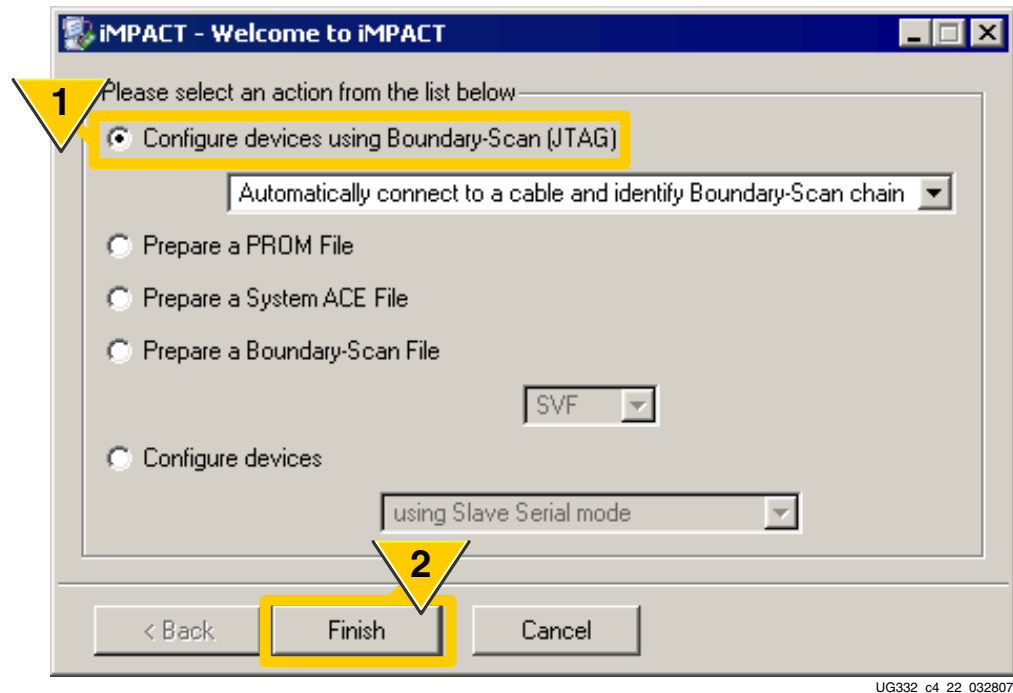 iMPACT - Welcome to iMPACT
1
Please select an action from the list below
Configure devices using Boundary-Scan (JTAG)
Automatically connect to a cable and identify Boundary-Scan chain
Prepare a PROM File
Prepare a System ACE File
Prepare a Boundary-Scan File
SVF
Configure devices
using Slave Serial mode
2
< Back Finish Cancel
UG332_c4_22_032807